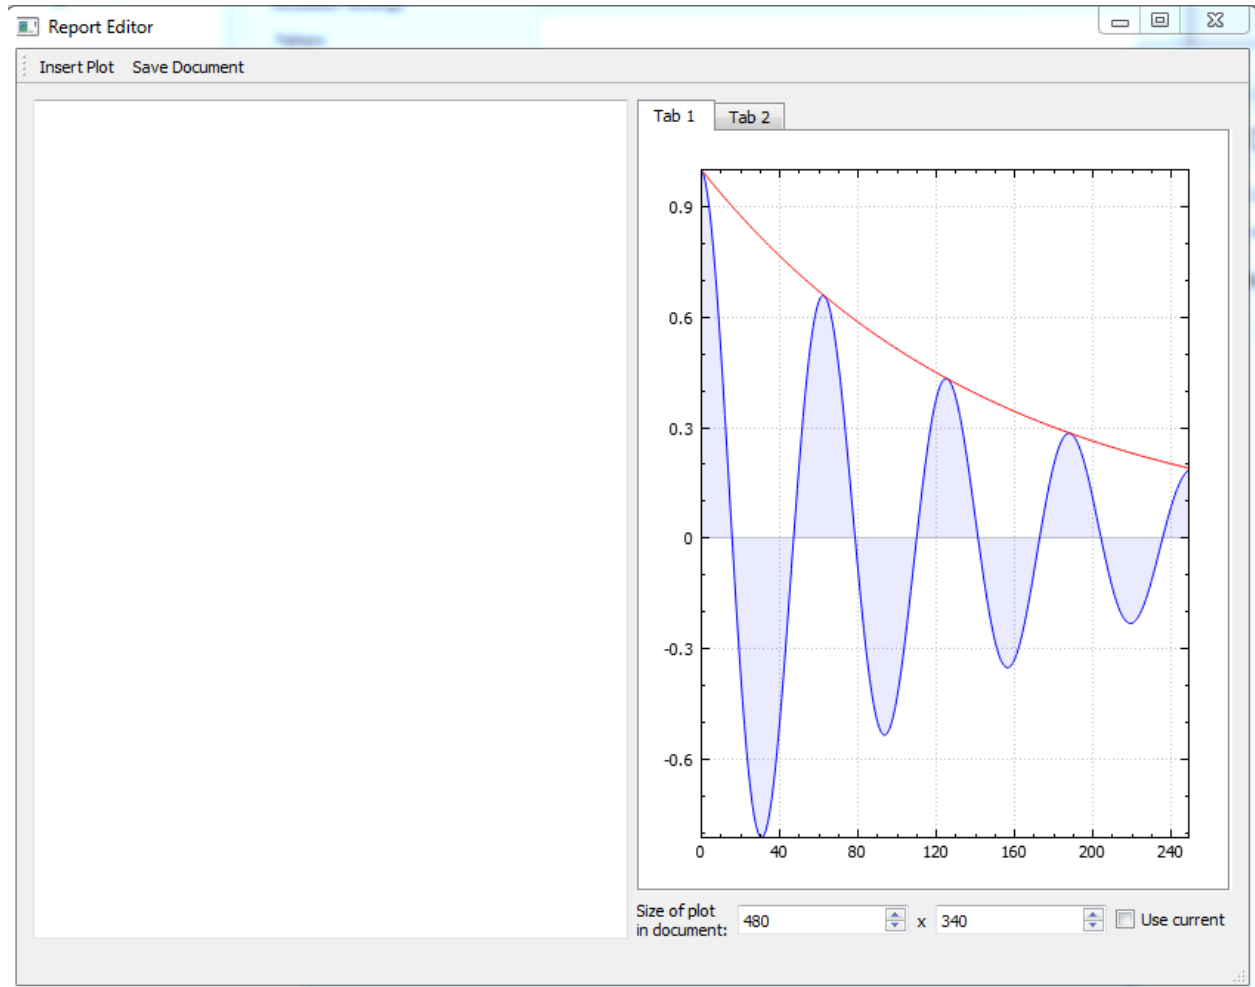 Report Editor
Insert Plot Save Document
Tab 1 Tab 2
0.9
0.6
0.3
0
-0.3
-0.6
0 40 80 120 160 200 240
Size of plot
in document: 480 x 340 Use current